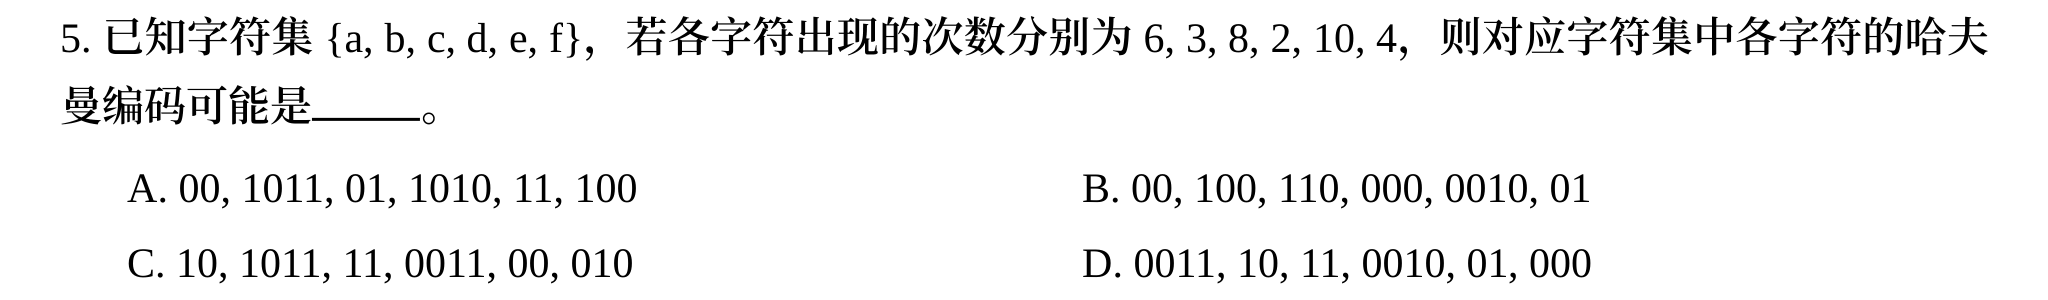 5. 已知字符集 {a, b, c, d, e, f}，若各字符出现的次数分别为 6, 3, 8, 2, 10, 4，则对应字符集中各字符的哈夫
曼编码可能是_____。
A. 00, 1011, 01, 1010, 11, 100 B. 00, 100, 110, 000, 0010, 01
C. 10, 1011, 11, 0011, 00, 010 D. 0011, 10, 11, 0010, 01, 000